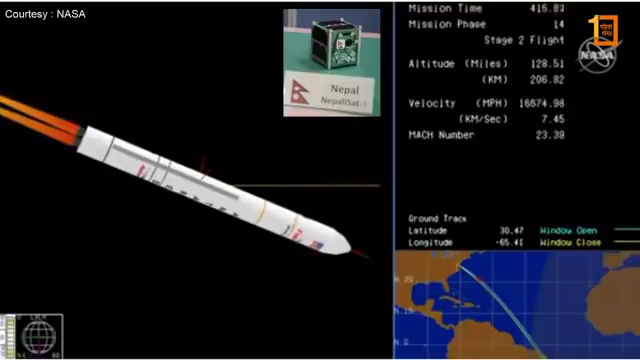 Courtesy : NASA
Nepal
NepaliSat-1
Mission Time 415.83
Mission Phase 14
Stage 2 Flight
Altitude (Miles) 128.51
(KM) 206.82
Velocity (MPH) 16674.98
(KM/Sec) 7.45
MACH Number 23.39
NASA
Ground Track
Latitude 30.47 Window Open
Longitude -65.41 Window Close
N 30
N 15